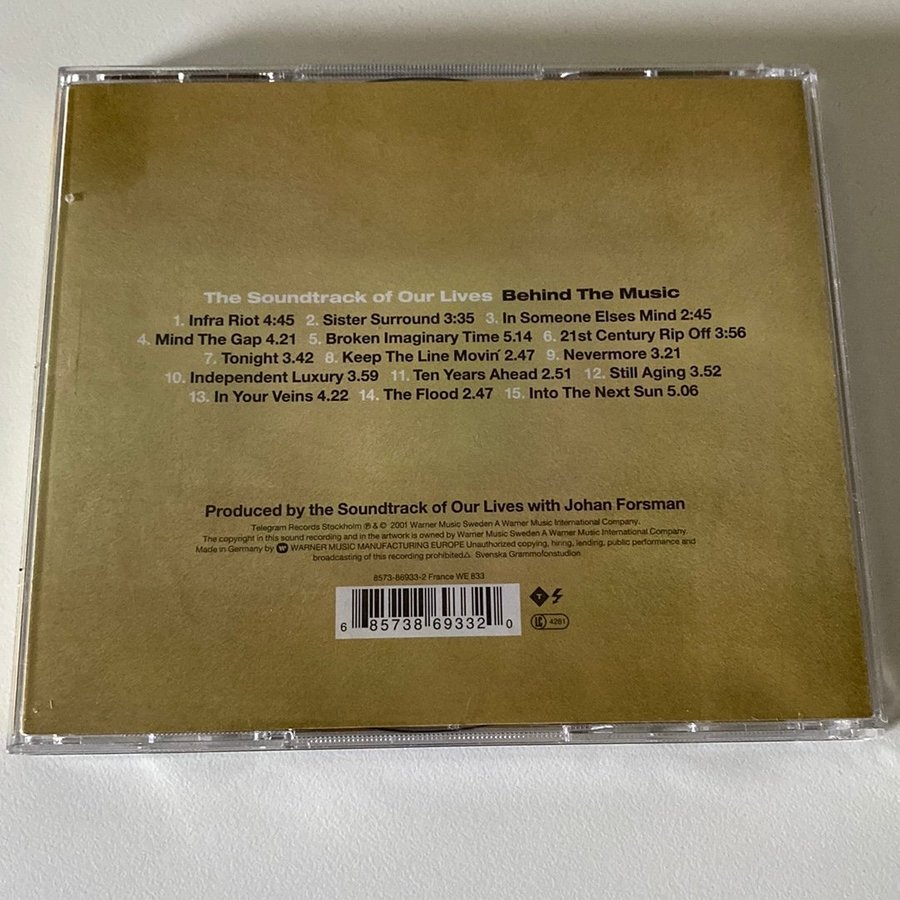 The Soundtrack of Our Lives Behind The Music
1. Infra Riot 4:45 2. Sister Surround 3:35 3. In Someone Elses Mind 2:45
4. Mind The Gap 4.21 5. Broken Imaginary Time 5.14 6. 21st Century Rip Off 3:56
7. Tonight 3.42 8. Keep The Line Movin' 2.47 9. Nevermore 3.21
10. Independent Luxury 3.59 11. Ten Years Ahead 2.51 12. Still Aging 3.52
13. In Your Veins 4.22 14. The Flood 2.47 15. Into The Next Sun 5.06
Produced by the Soundtrack of Our Lives with Johan Forsman
Telegram Records Stockholm ℗ & © 2001 Warner Music Sweden A Warner Music International Company.
The copyright in this sound recording and in the artwork is owned by Warner Music Sweden A Warner Music International Company
Made in Germany by WARNER MUSIC MANUFACTURING EUROPE Unauthorized copying, hiring, lending, public performance and
broadcasting of this recording prohibited△. Svenska Grammofonstudion
8573-86933-2 France WE 833
6 85738 69332 0
T
LC 4281